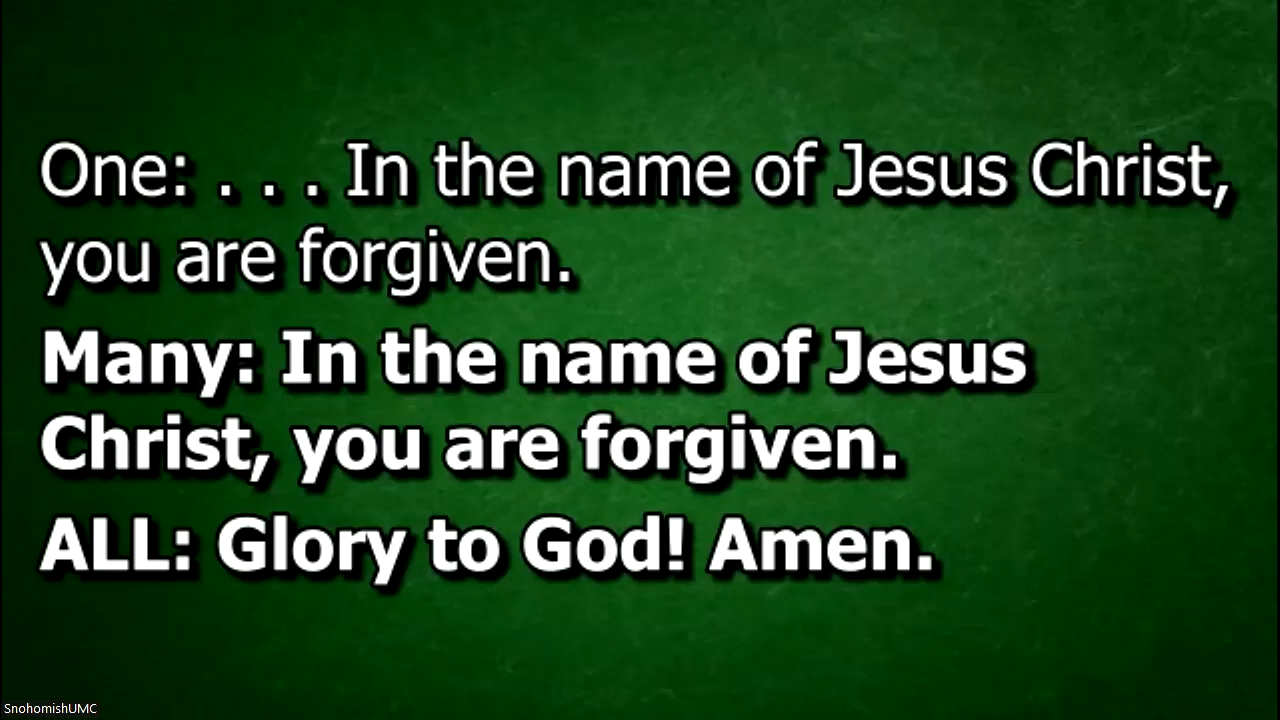 One: . . . In the name of Jesus Christ,
you are forgiven.
Many: In the name of Jesus
Christ, you are forgiven.
ALL: Glory to God! Amen.
SnohomishUMC